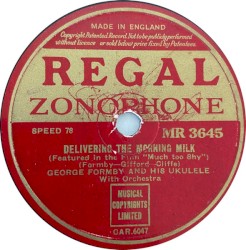 MADE IN ENGLAND
Copyright Patented Record. Not to be publicly performed
without licence or sold below price fixed by Patentees.
REGAL
ZONOPHONE
SPEED 78
MR 3645
DELIVERING THE MORNING MILK
(Featured in the Film "Much too Shy")
(Formby-Gifford-Cliffe)
GEORGE FORMBY AND HIS UKULELE
With Orchestra
MUSICAL
COPYRIGHTS
LIMITED
CAR.6047